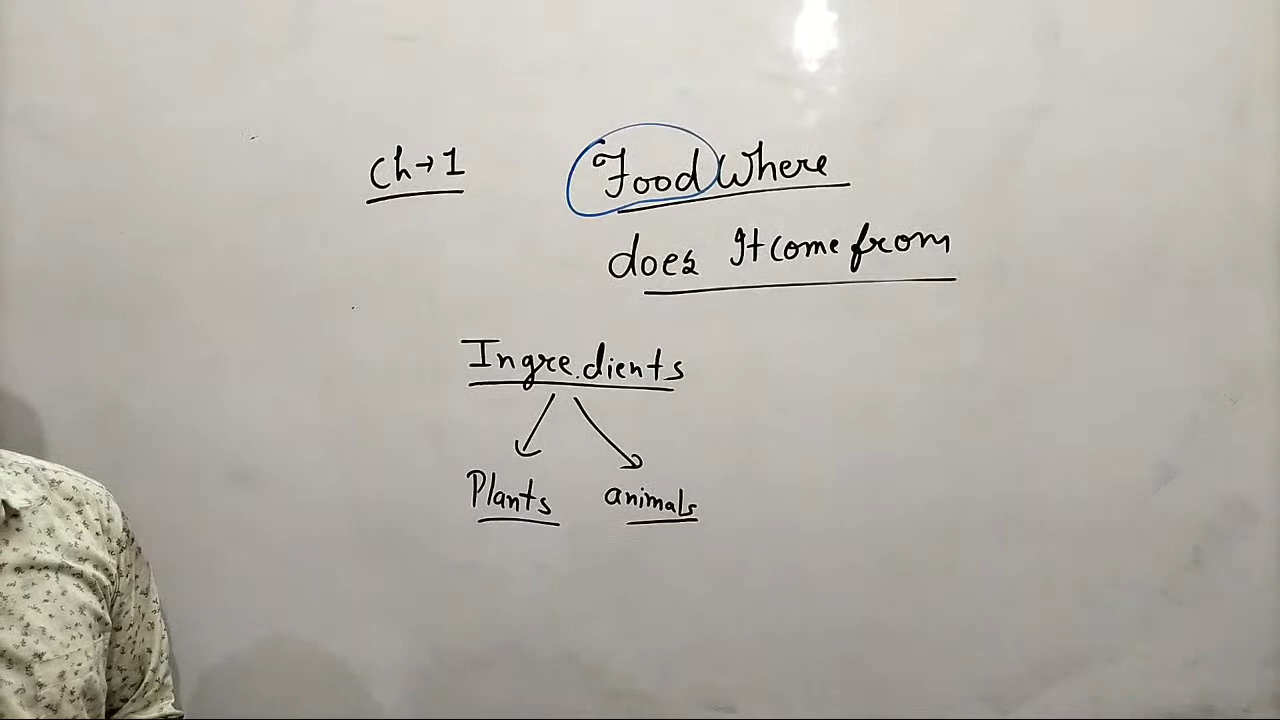 Ch→1
Food Where
does It come from
Ingredients
Plants animals